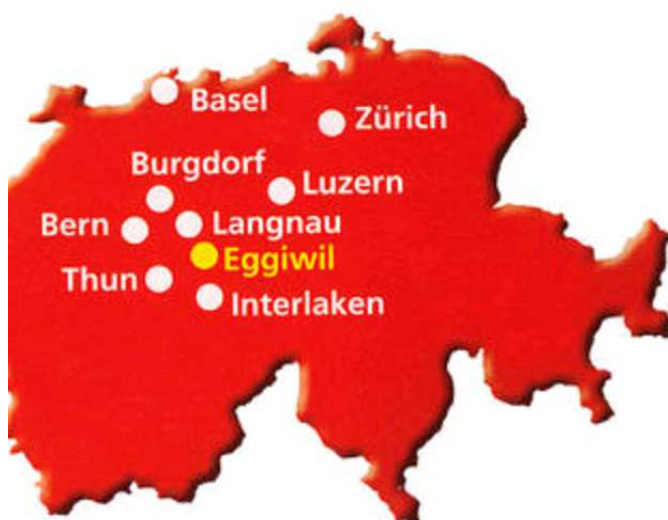 Basel
Zürich
Burgdorf
Luzern
Bern
Langnau
Eggiwil
Thun
Interlaken